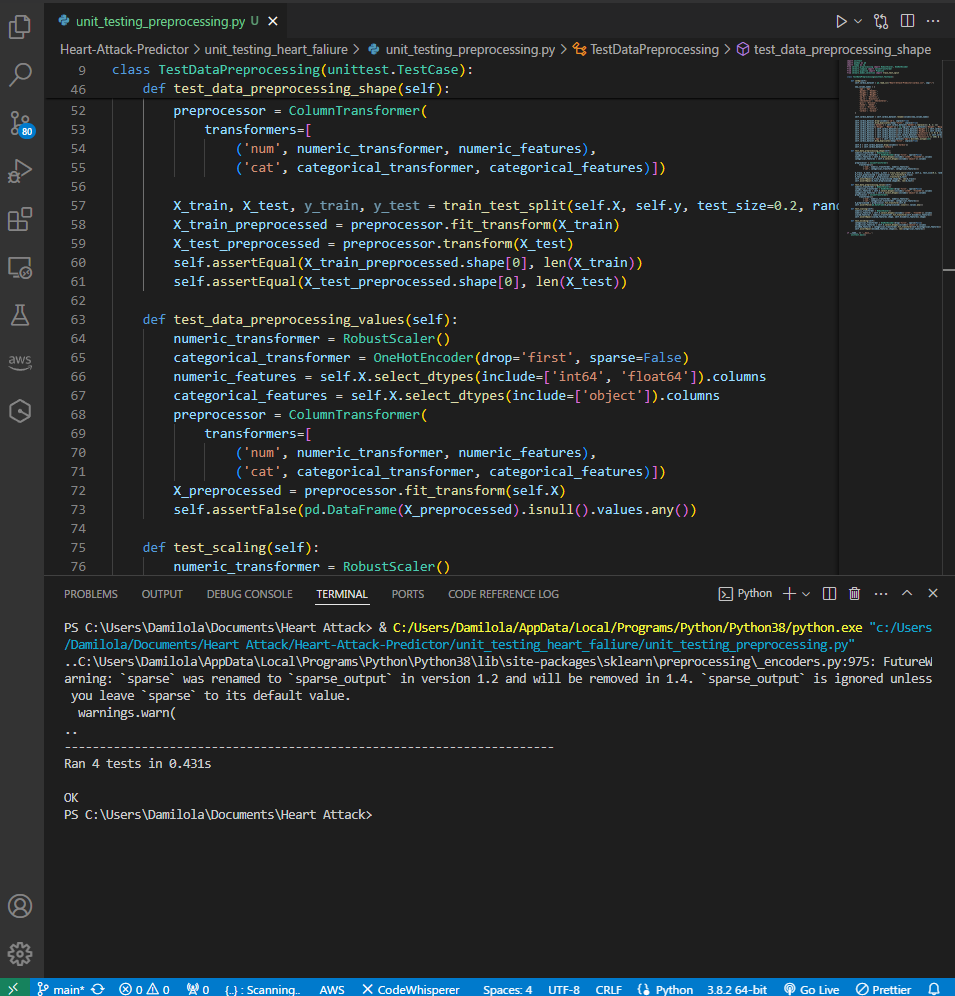 unit_testing_preprocessing.py U
Heart-Attack-Predictor > unit_testing_heart_faliure > unit_testing_preprocessing.py > TestDataPreprocessing > test_data_preprocessing_shape
9 class TestDataPreprocessing(unittest.TestCase):
46 def test_data_preprocessing_shape(self):
52 preprocessor = ColumnTransformer(
53 transformers=[
54 ('num', numeric_transformer, numeric_features),
55 ('cat', categorical_transformer, categorical_features)])
56
57 X_train, X_test, y_train, y_test = train_test_split(self.X, self.y, test_size=0.2, ran
58 X_train_preprocessed = preprocessor.fit_transform(X_train)
59 X_test_preprocessed = preprocessor.transform(X_test)
60 self.assertEqual(X_train_preprocessed.shape[0], len(X_train))
61 self.assertEqual(X_test_preprocessed.shape[0], len(X_test))
62
63 def test_data_preprocessing_values(self):
64 numeric_transformer = RobustScaler()
65 categorical_transformer = OneHotEncoder(drop='first', sparse=False)
66 numeric_features = self.X.select_dtypes(include=['int64', 'float64']).columns
67 categorical_features = self.X.select_dtypes(include=['object']).columns
68 preprocessor = ColumnTransformer(
69 transformers=[
70 ('num', numeric_transformer, numeric_features),
71 ('cat', categorical_transformer, categorical_features)])
72 X_preprocessed = preprocessor.fit_transform(self.X)
73 self.assertFalse(pd.DataFrame(X_preprocessed).isnull().values.any())
74
75 def test_scaling(self):
76 numeric_transformer = RobustScaler()
80
aws
PROBLEMS OUTPUT DEBUG CONSOLE TERMINAL PORTS CODE REFERENCE LOG Python
PS C:\Users\Damilola\Documents\Heart Attack> & C:/Users/Damilola/AppData/Local/Programs/Python/Python38/python.exe "c:/Users
/Damilola/Documents/Heart Attack/Heart-Attack-Predictor/unit_testing_heart_faliure/unit_testing_preprocessing.py"
..C:\Users\Damilola\AppData\Local\Programs\Python\Python38\lib\site-packages\sklearn\preprocessing\_encoders.py:975: FutureW
arning: `sparse` was renamed to `sparse_output` in version 1.2 and will be removed in 1.4. `sparse_output` is ignored unless
you leave `sparse` to its default value.
warnings.warn(
..
----------------------------------------------------------------------
Ran 4 tests in 0.431s

OK
PS C:\Users\Damilola\Documents\Heart Attack>
main* 0 0 0 {..} : Scanning.. AWS CodeWhisperer Spaces: 4 UTF-8 CRLF Python 3.8.2 64-bit Go Live Prettier